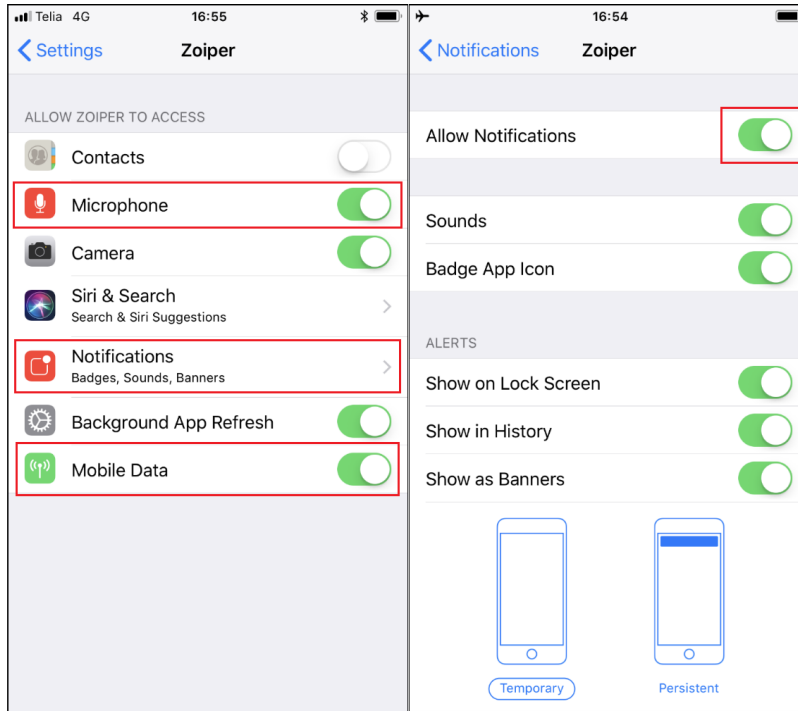 Telia 4G 16:55
Settings Zoiper
ALLOW ZOIPER TO ACCESS
Contacts
Microphone
Camera
Siri & Search
Search & Siri Suggestions
Notifications
Badges, Sounds, Banners
Background App Refresh
Mobile Data
16:54
Notifications Zoiper
Allow Notifications
Sounds
Badge App Icon
ALERTS
Show on Lock Screen
Show in History
Show as Banners
Temporary Persistent